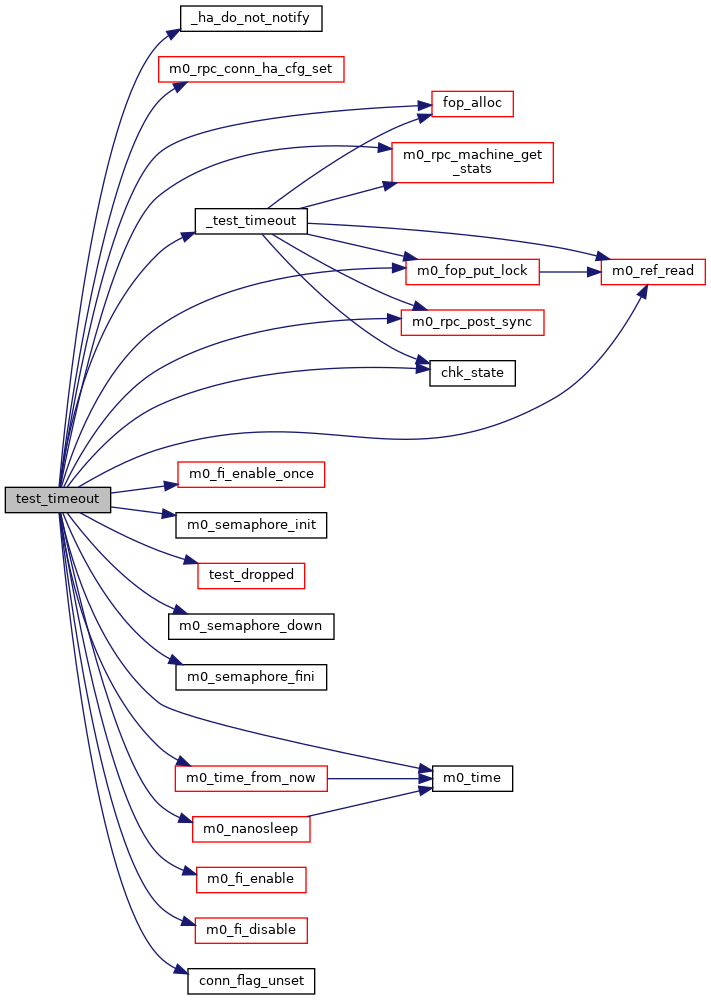 _ha_do_not_notify
m0_rpc_conn_ha_cfg_set
fop_alloc
m0_rpc_machine_get
_stats
_test_timeout
m0_fop_put_lock
m0_ref_read
m0_rpc_post_sync
chk_state
test_timeout
m0_fi_enable_once
m0_semaphore_init
test_dropped
m0_semaphore_down
m0_semaphore_fini
m0_time_from_now
m0_time
m0_nanosleep
m0_fi_enable
m0_fi_disable
conn_flag_unset